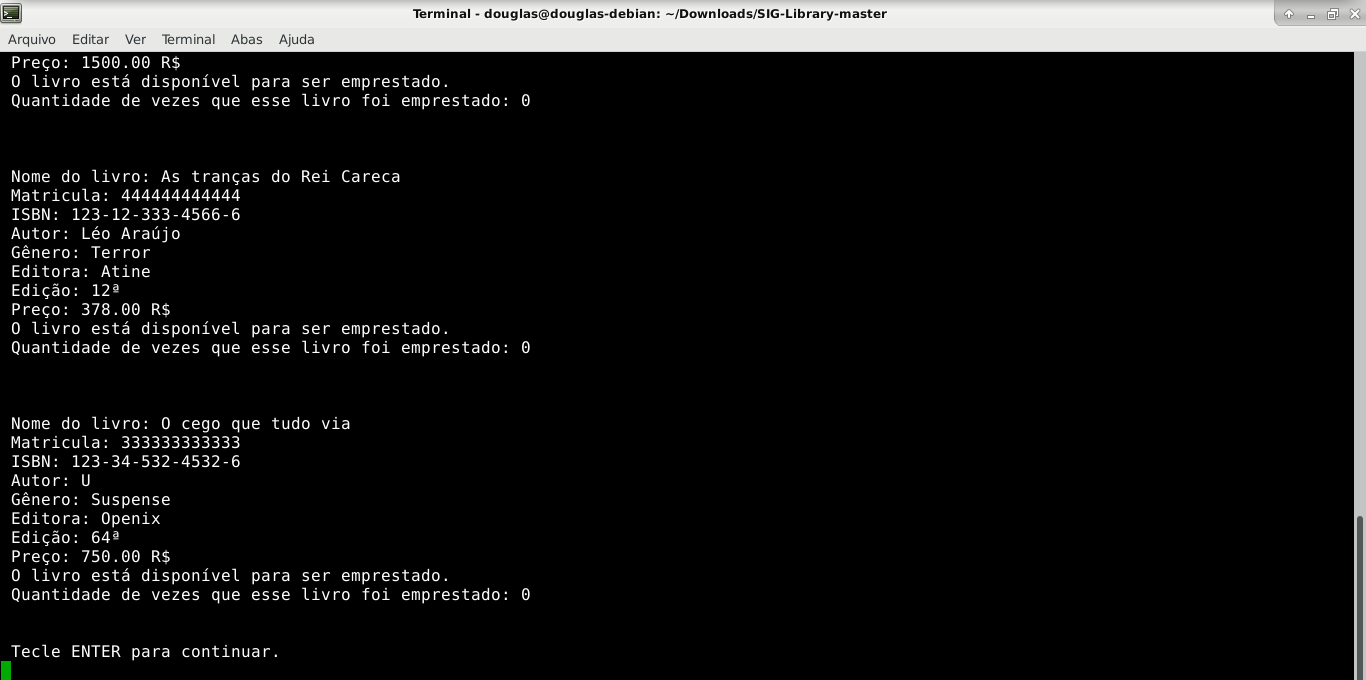 Terminal - douglas@douglas-debian: ~/Downloads/SIG-Library-master
Arquivo Editar Ver Terminal Abas Ajuda
Preço: 1500.00 R$
O livro está disponível para ser emprestado.
Quantidade de vezes que esse livro foi emprestado: 0
Nome do livro: As tranças do Rei Careca
Matricula: 444444444444
ISBN: 123-12-333-4566-6
Autor: Léo Araújo
Gênero: Terror
Editora: Atine
Edição: 12ª
Preço: 378.00 R$
O livro está disponível para ser emprestado.
Quantidade de vezes que esse livro foi emprestado: 0
Nome do livro: O cego que tudo via
Matricula: 333333333333
ISBN: 123-34-532-4532-6
Autor: U
Gênero: Suspense
Editora: Openix
Edição: 64ª
Preço: 750.00 R$
O livro está disponível para ser emprestado.
Quantidade de vezes que esse livro foi emprestado: 0
Tecle ENTER para continuar.